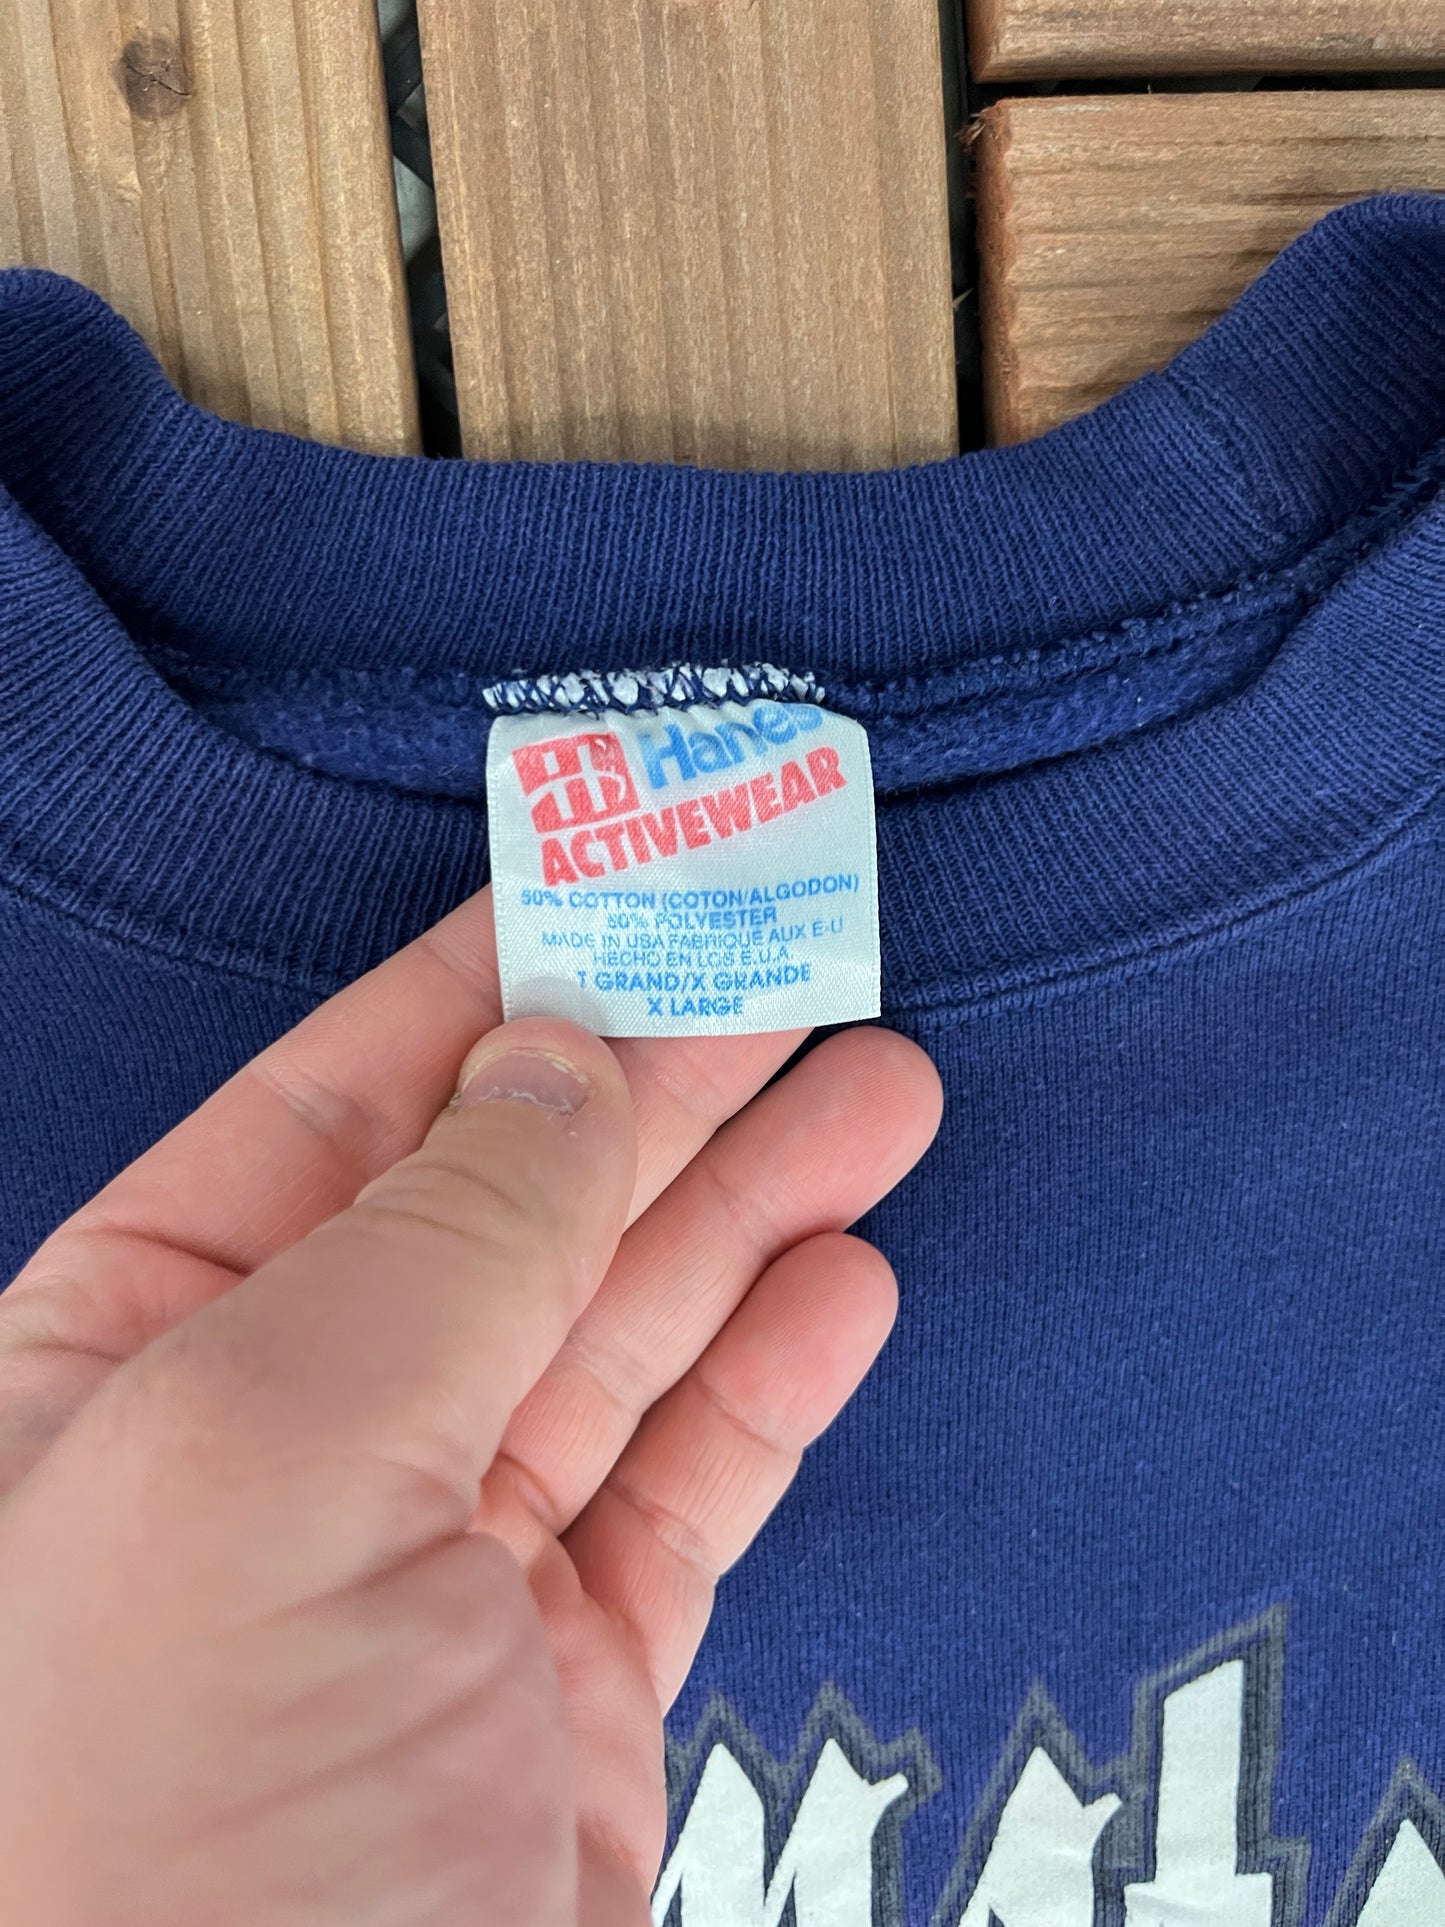 H's Hanes
ACTIVEWEAR
50% COTTON (COTON/ALGODON)
50% POLYESTER
MADE IN USA FABRIQUE AUX E-U
HECHO EN LOS E.U.A
T GRAND/X GRANDE
X LARGE